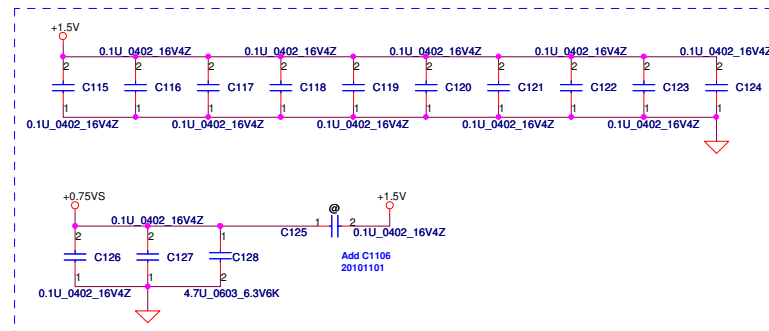 +1.5V
0.1U_0402_16V4Z 0.1U_0402_16V4Z 0.1U_0402_16V4Z 0.1U_0402_16V4Z 0.1U_0402_16V4Z
2 2 2 2 2 2 2 2 2 2
C115 C116 C117 C118 C119 C120 C121 C122 C123 C124
1 1 1 1 1 1 1 1 1 1
0.1U_0402_16V4Z 0.1U_0402_16V4Z 0.1U_0402_16V4Z 0.1U_0402_16V4Z 0.1U_0402_16V4Z
+0.75VS +1.5V
@
0.1U_0402_16V4Z 1 2
C125 0.1U_0402_16V4Z
2 2 1
C126 C127 C128
Add C1106
20101101
1 1 2
0.1U_0402_16V4Z 4.7U_0603_6.3V6K